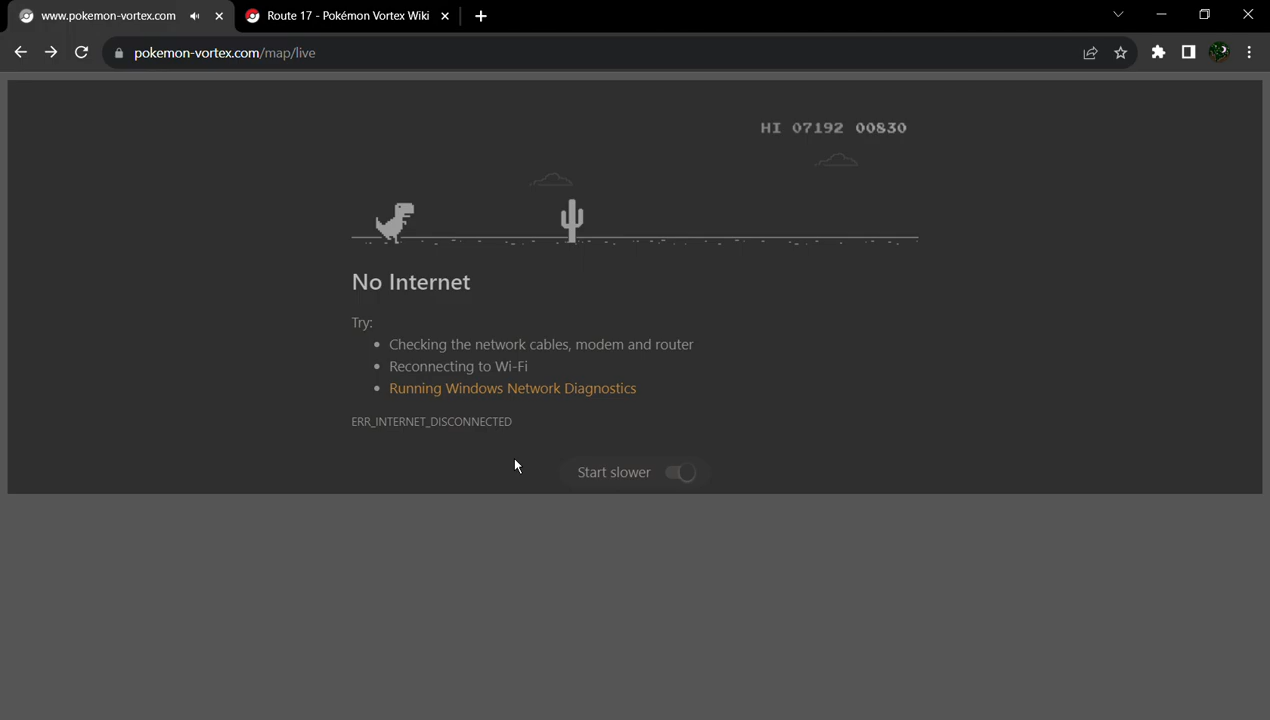 www.pokemon-vortex.com
Route 17 - Pokémon Vortex Wiki
pokemon-vortex.com/map/live
HI 07192 00830
No Internet
Try:
Checking the network cables, modem and router
Reconnecting to Wi-Fi
Running Windows Network Diagnostics
ERR_INTERNET_DISCONNECTED
Start slower